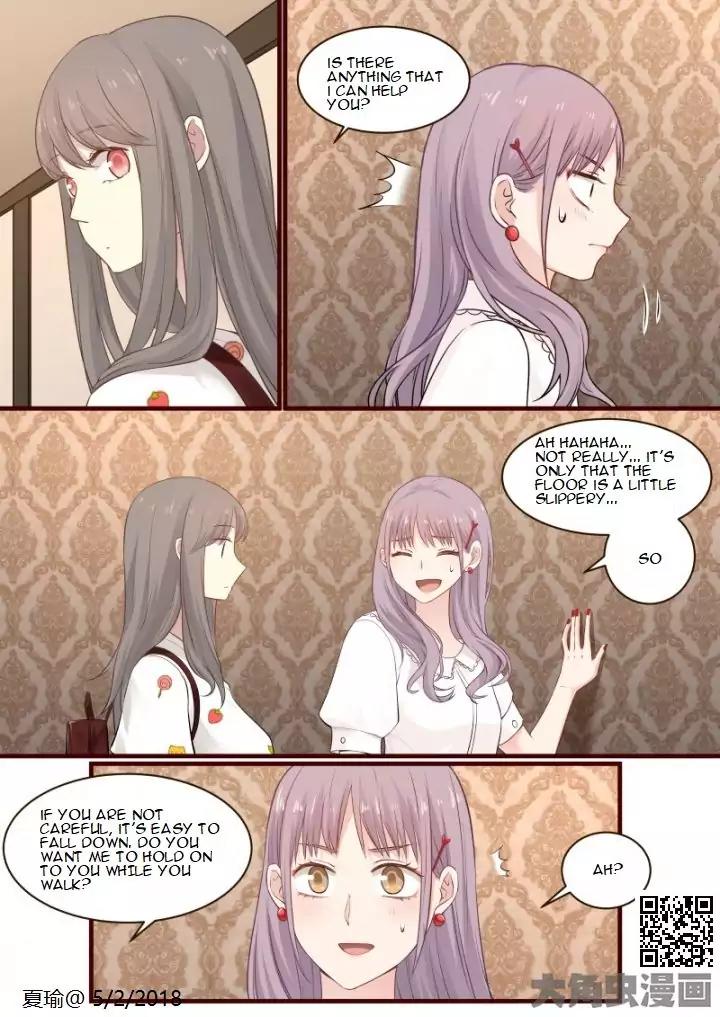 IS THERE
ANYTHING THAT
I CAN HELP
YOU?
AH HAHAHA...
NOT REALLY... IT'S
ONLY THAT THE
FLOOR IS A LITTLE
SLIPPERY...
SO
IF YOU ARE NOT
CAREFUL, IT'S EASY TO
FALL DOWN. DO YOU
WANT ME TO HOLD ON
TO YOU WHILE YOU
WALK?
AH?
夏瑜@ 5/2/2018
大角虫漫画